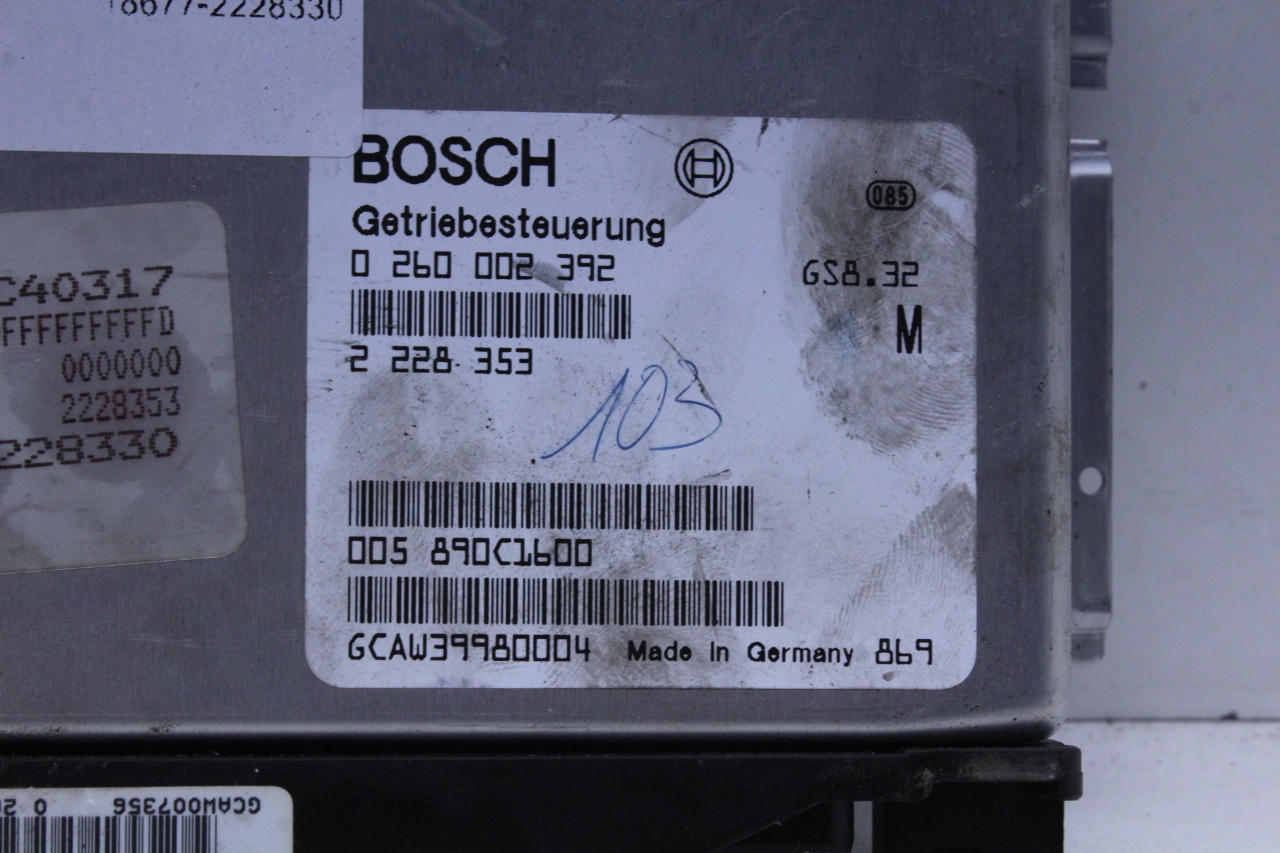 8677-2228330
BOSCH
085
Getriebesteuerung
0 260 002 392
GS8.32
M
2 228 353
103
C40317
FFFFFFFFFFD
0000000
2228353
228330
005 890C1600
GCAW39980004 Made In Germany 869
GCAW007356